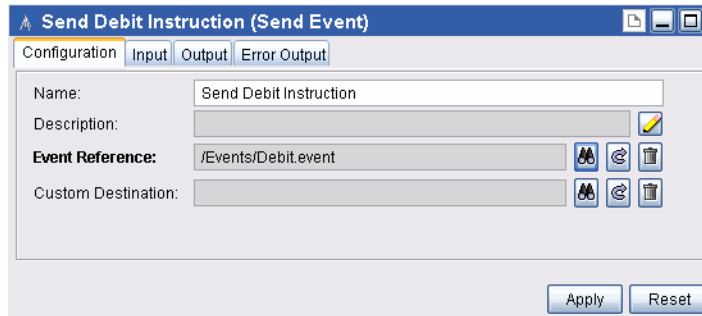 Send Debit Instruction (Send Event)
Configuration Input Output Error Output
Name: Send Debit Instruction
Description:
Event Reference: /Events/Debit.event
Custom Destination:
Apply Reset